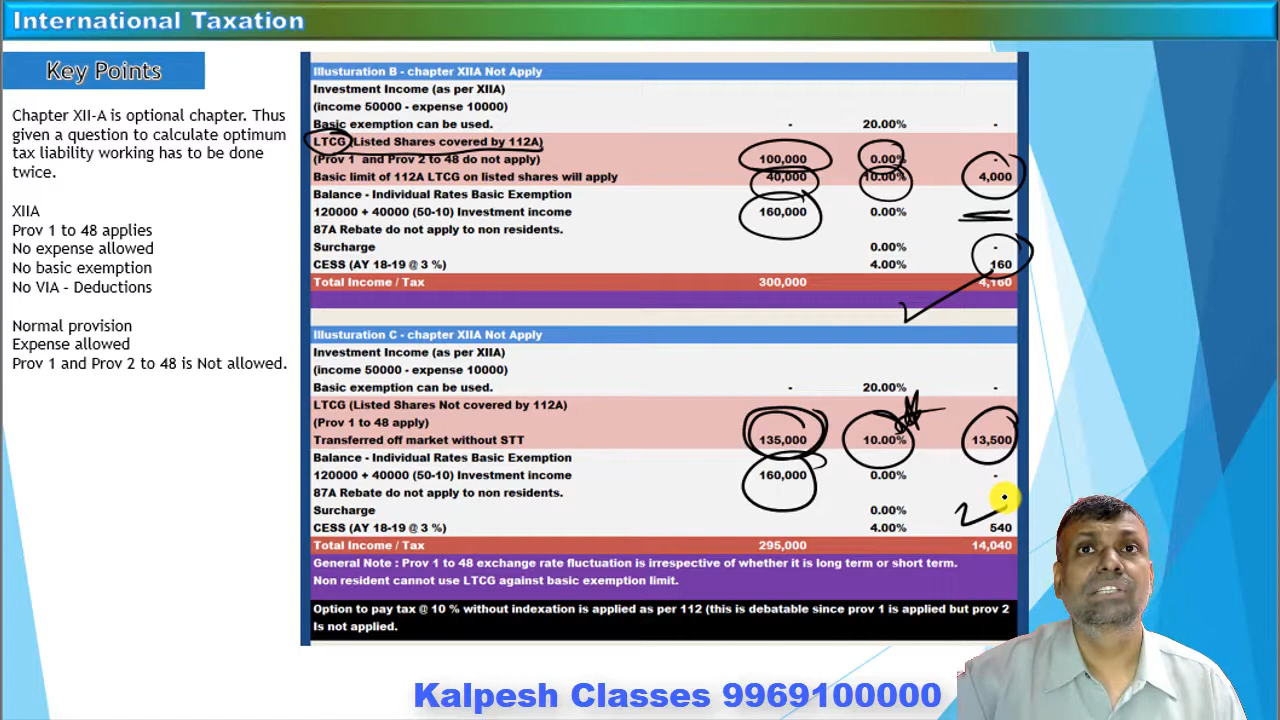 International Taxation
Key Points
Chapter XII-A is optional chapter. Thus
given a question to calculate optimum
tax liability working has to be done
twice.
XIIA
Prov 1 to 48 applies
No expense allowed
No basic exemption
No VIA - Deductions
Normal provision
Expense allowed
Prov 1 and Prov 2 to 48 is Not allowed.
Illusturation B - chapter XIIA Not Apply
Investment Income (as per XIIA)
(income 50000 - expense 10000)
Basic exemption can be used. - 20.00% -
LTCG (Listed Shares covered by 112A)
(Prov 1 and Prov 2 to 48 do not apply) 100,000 0.00% -
Basic limit of 112A LTCG on listed shares will apply 40,000 10.00% 4,000
Balance - Individual Rates Basic Exemption
120000 + 40000 (50-10) Investment income 160,000 0.00%
87A Rebate do not apply to non residents.
Surcharge 0.00% -
CESS (AY 18-19 @ 3 %) 4.00% 160
Total Income / Tax 300,000 4,160
Illusturation C - chapter XIIA Not Apply
Investment Income (as per XIIA)
(income 50000 - expense 10000)
Basic exemption can be used. - 20.00% -
LTCG (Listed Shares Not covered by 112A)
(Prov 1 to 48 apply)
Transferred off market without STT 135,000 10.00% 13,500
Balance - Individual Rates Basic Exemption
120000 + 40000 (50-10) Investment income 160,000 0.00% -
87A Rebate do not apply to non residents.
Surcharge 0.00%
CESS (AY 18-19 @ 3 %) 4.00% 540
Total Income / Tax 295,000 14,040
General Note : Prov 1 to 48 exchange rate fluctuation is irrespective of whether it is long term or short term.
Non resident cannot use LTCG against basic exemption limit.
Option to pay tax @ 10 % without indexation is applied as per 112 (this is debatable since prov 1 is applied but prov 2
Is not applied.
Kalpesh Classes 9969100000